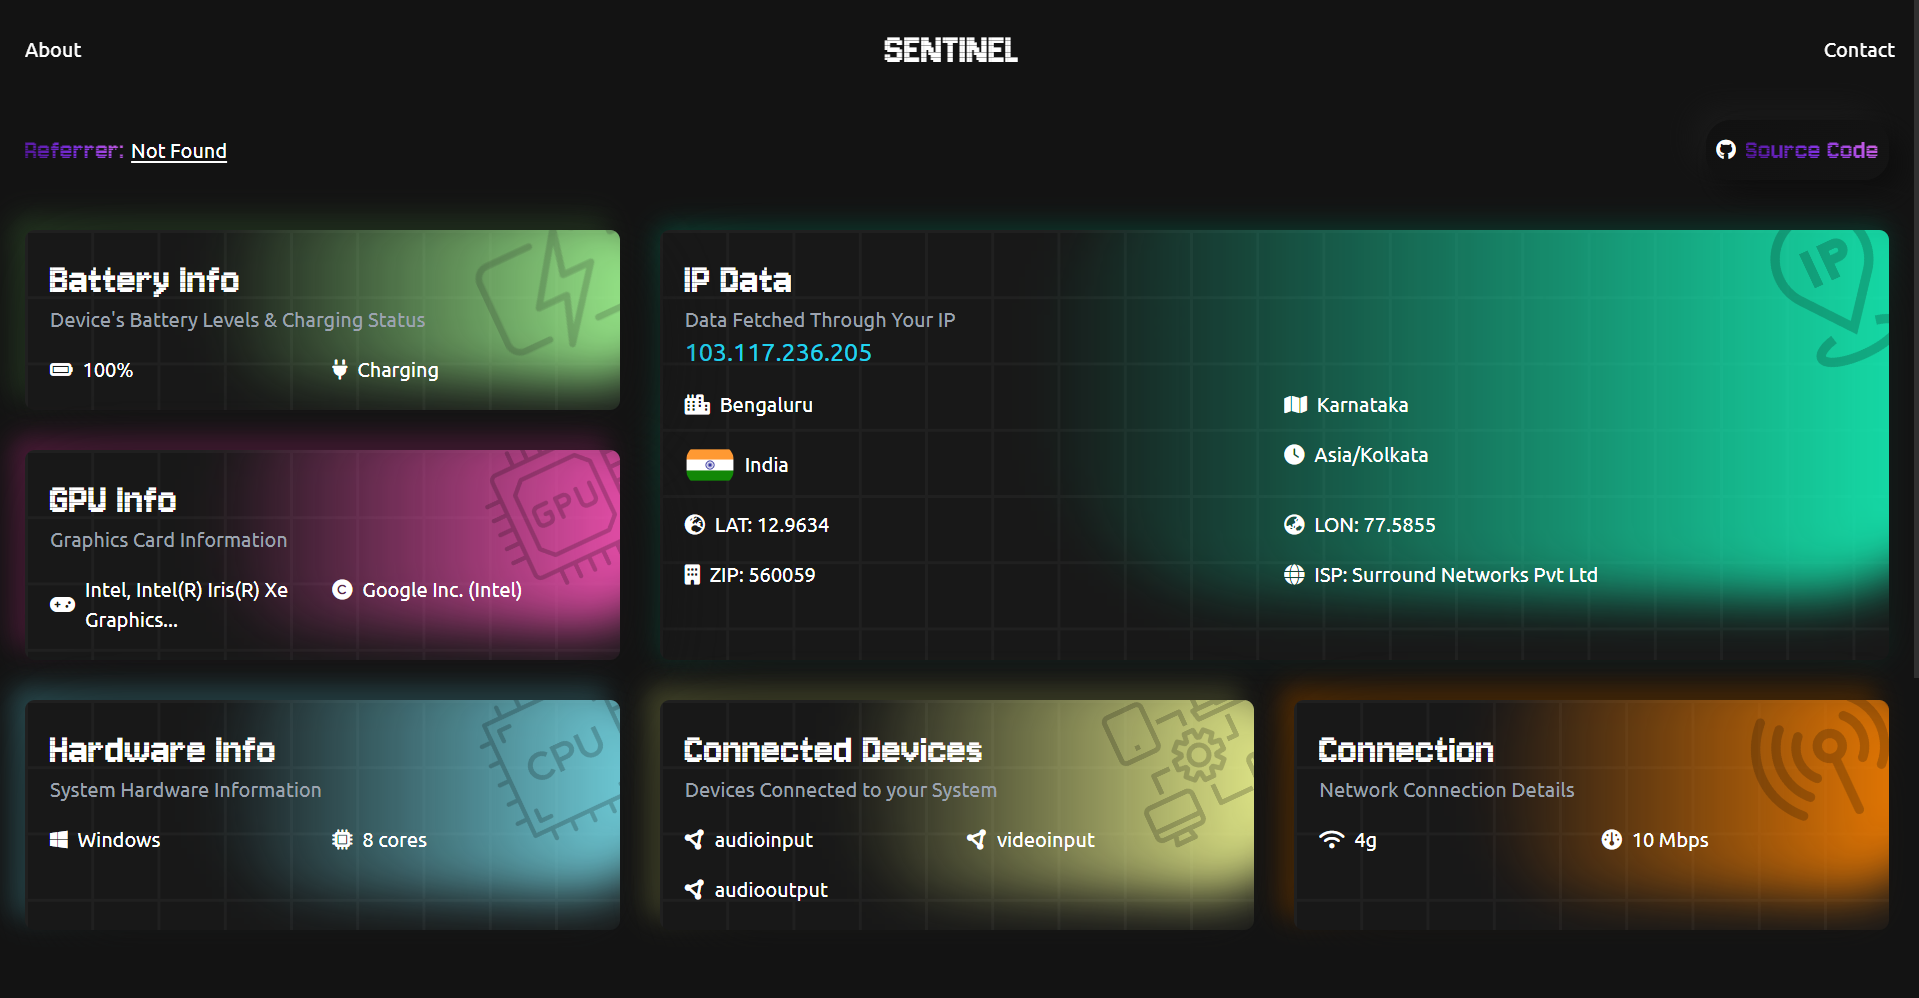 About
SENTINEL
Contact
Referrer: Not Found
Source Code
Battery Info
Device's Battery Levels & Charging Status
100%
Charging
IP Data
Data Fetched Through Your IP
103.117.236.205
Bengaluru
Karnataka
India
Asia/Kolkata
LAT: 12.9634
LON: 77.5855
ZIP: 560059
ISP: Surround Networks Pvt Ltd
IP
GPU Info
Graphics Card Information
Intel, Intel(R) Iris(R) Xe
Graphics...
Google Inc. (Intel)
GPU
Hardware Info
System Hardware Information
Windows
8 cores
CPU
Connected Devices
Devices Connected to your System
audioinput
videoinput
audiooutput
Connection
Network Connection Details
4g
10 Mbps